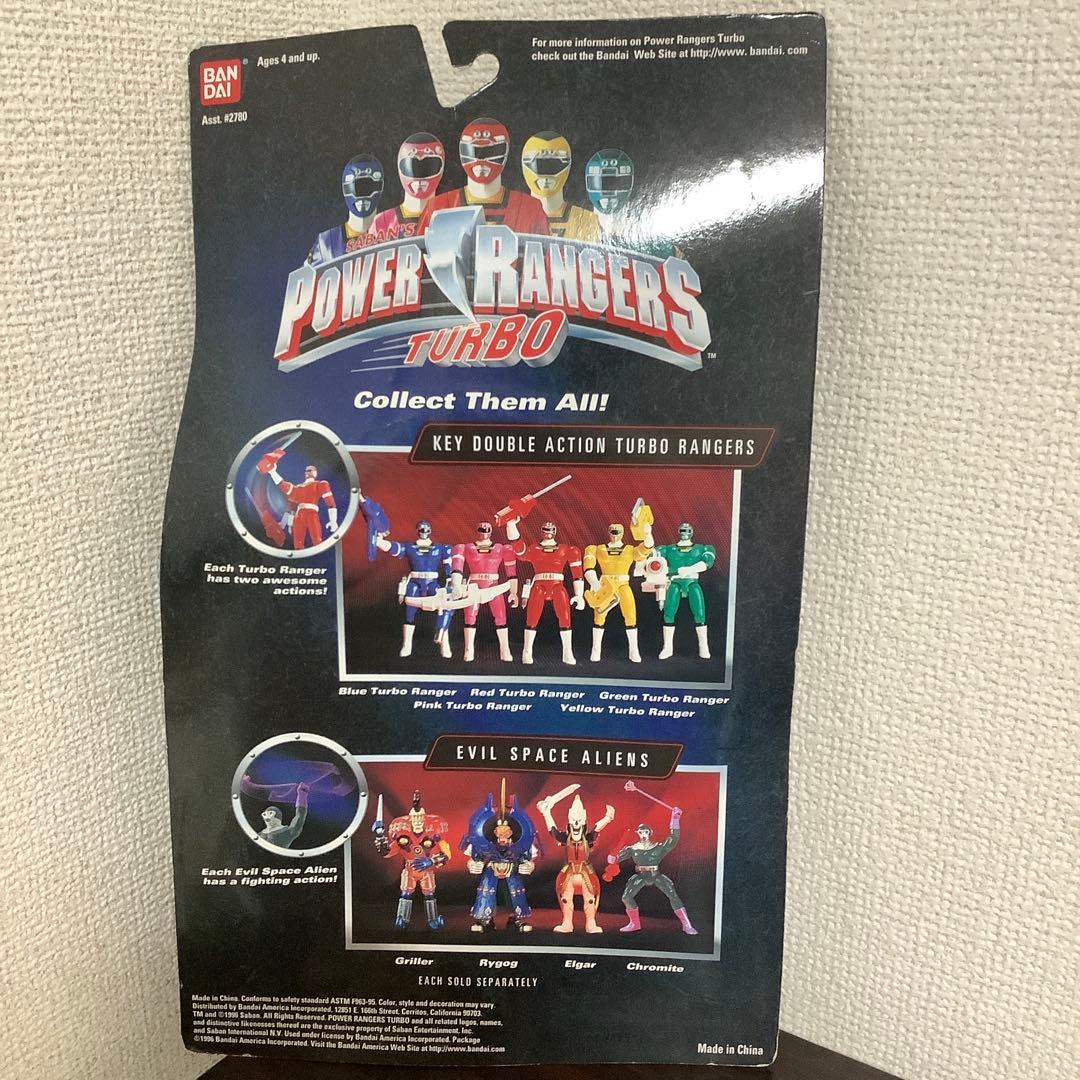 BAN
DAI
Ages 4 and up.
Asst. #2780
For more information on Power Rangers Turbo
check out the Bandai Web Site at http://www. bandai. com
SABAN'S
POWER RANGERS
TURBO
TM
Collect Them All!
KEY DOUBLE ACTION TURBO RANGERS
Each Turbo Ranger
has two awesome
actions!
Blue Turbo Ranger Red Turbo Ranger Green Turbo Ranger
Pink Turbo Ranger Yellow Turbo Ranger
EVIL SPACE ALIENS
Each Evil Space Alien
has a fighting action!
Griller Rygog Elgar Chromite
EACH SOLD SEPARATELY
Made in China. Conforms to safety standard ASTM F963-95. Color, style and decoration may vary.
Distributed by Bandai America Incorporated, 12851 E. 166th Street, Cerritos, California 90703.
TM and ©1996 Saban. All Rights Reserved. POWER RANGERS TURBO and all related logos, names,
and distinctive likenesses thereof are the exclusive property of Saban Entertainment, Inc.
and Saban International N.V. Used under license by Bandai America Incorporated. Package
©1996 Bandai America Incorporated. Visit the Bandai America Web Site at http://www.bandai.com
Made in China